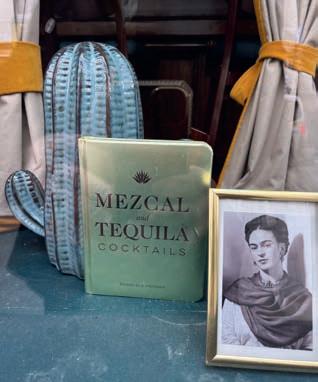 MEZCAL
and
TEQUILA
COCKTAILS